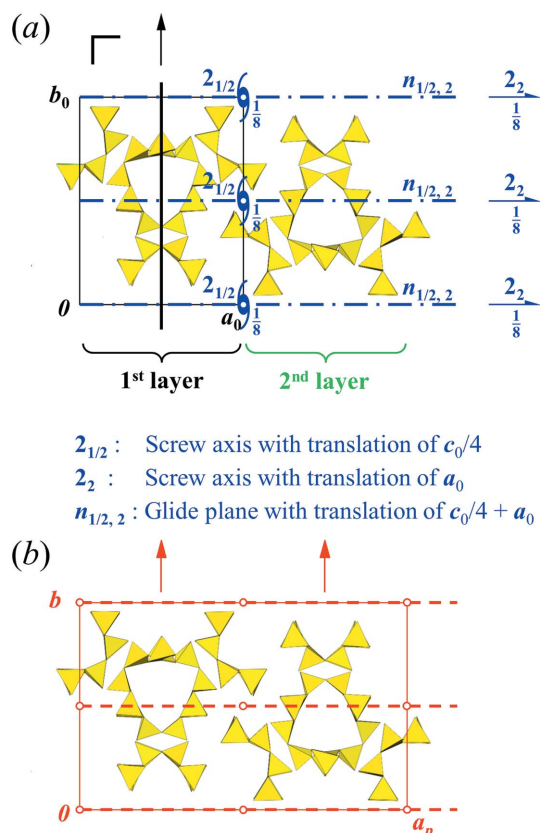 (a)
b₀ 2₁/₂ 1/8 n₁/₂, ₂ 2₂ 1/8
2₁/₂ 1/8 n₁/₂, ₂ 2₂ 1/8
0 2₁/₂ a₀ 1/8 n₁/₂, ₂ 2₂ 1/8
1ˢᵗ layer 2ⁿᵈ layer
2₁/₂ : Screw axis with translation of c₀/4
2₂ : Screw axis with translation of a₀
n₁/₂, ₂ : Glide plane with translation of c₀/4 + a₀
(b)
b
0
aₚ